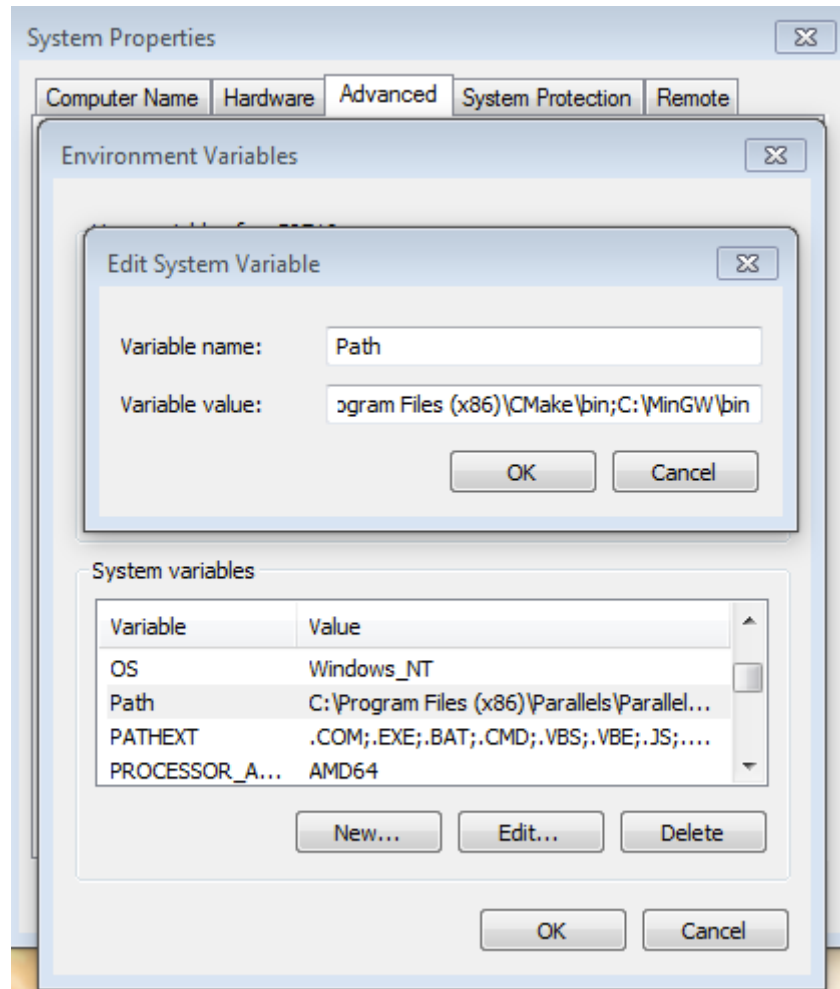 System Properties
Computer Name Hardware Advanced System Protection Remote
Environment Variables
Edit System Variable
Variable name: Path
Variable value: ogram Files (x86)\CMake\bin;C:\MinGW\bin
OK Cancel
System variables
Variable Value
OS Windows_NT
Path C:\Program Files (x86)\Parallels\Parallel...
PATHEXT .COM;.EXE;.BAT;.CMD;.VBS;.VBE;.JS;....
PROCESSOR_A... AMD64
New... Edit... Delete
OK Cancel